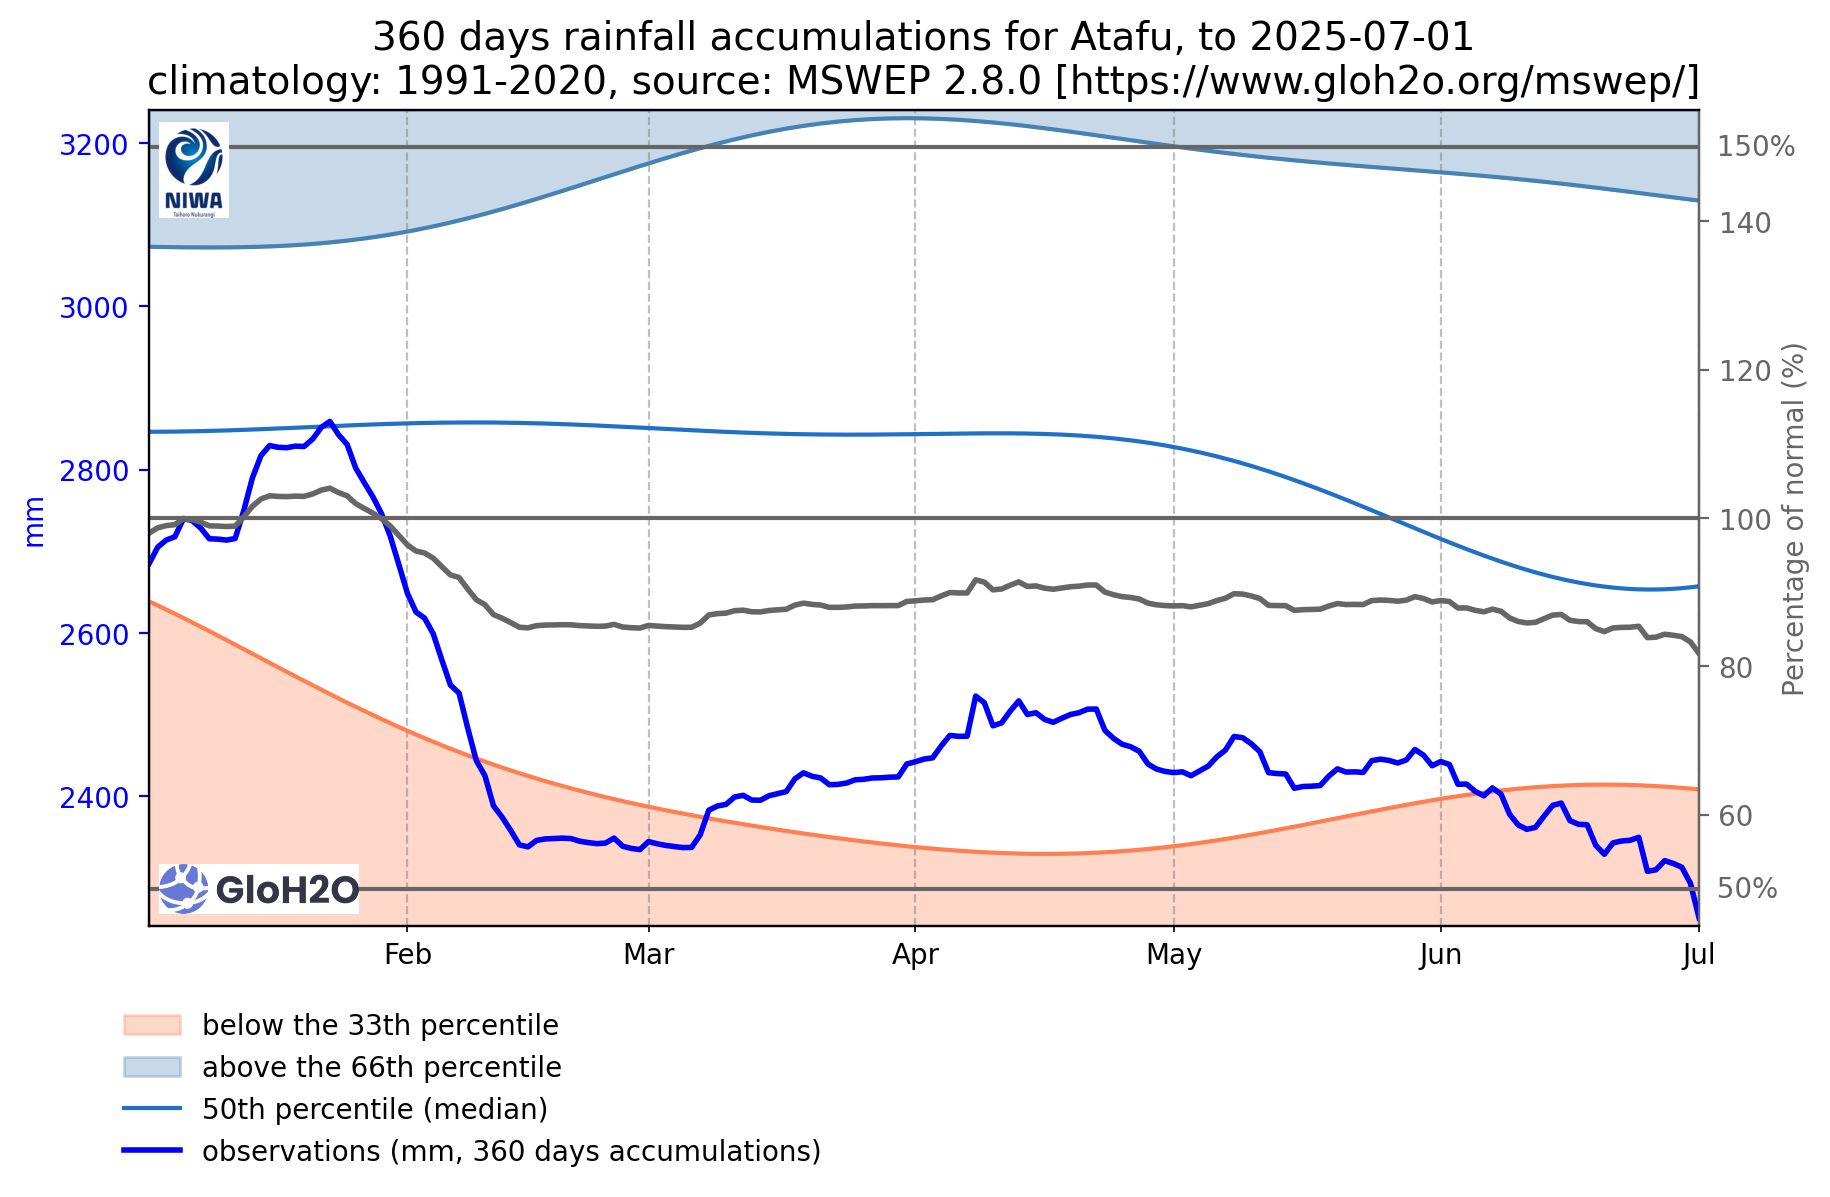 360 days rainfall accumulations for Atafu, to 2025-07-01
climatology: 1991-2020, source: MSWEP 2.8.0 [https://www.gloh2o.org/mswep/]
3200
3000
2800
2600
2400
mm
NIWA
Taihoro Nukurangi
GloH2O
150%
140
120
100
80
60
50%
Percentage of normal (%)
Feb
Mar
Apr
May
Jun
Jul
below the 33th percentile
above the 66th percentile
50th percentile (median)
observations (mm, 360 days accumulations)